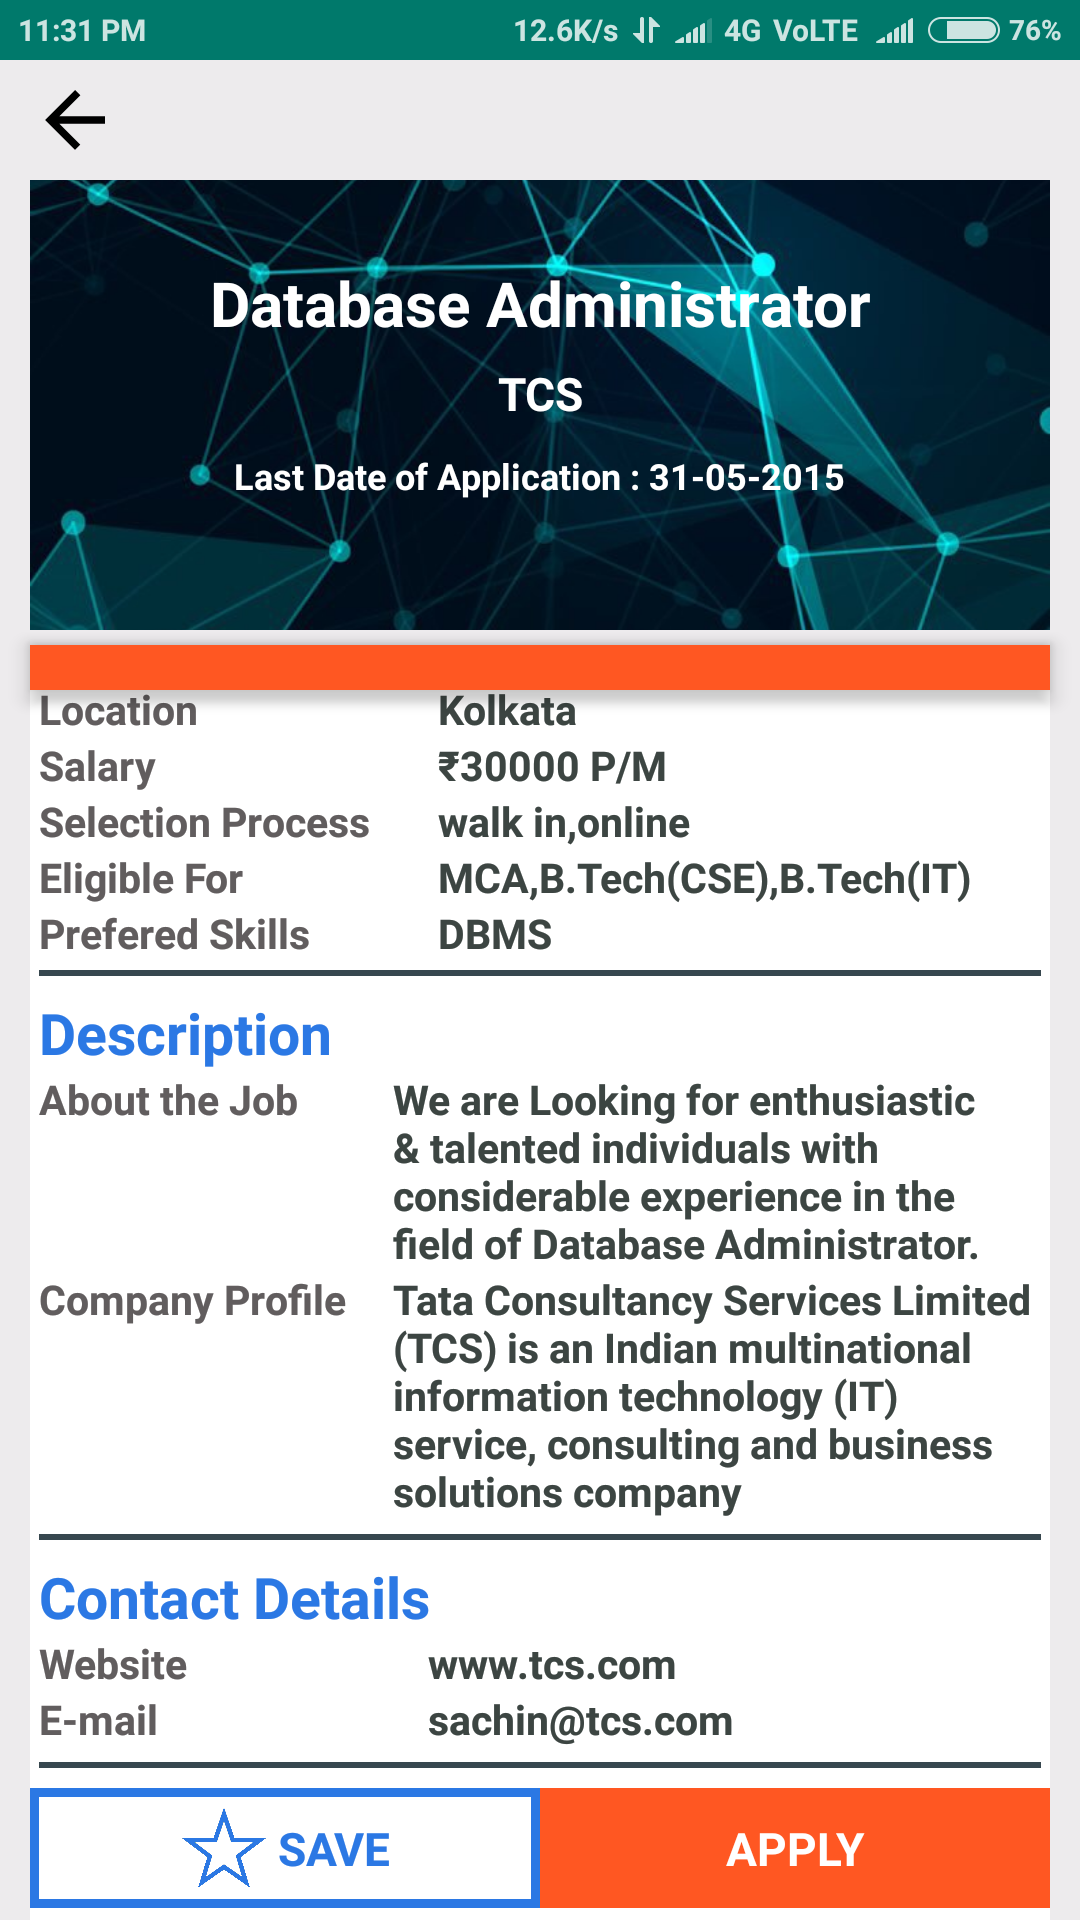 11:31 PM 12.6K/s 4G VoLTE 76%
Database Administrator
TCS
Last Date of Application : 31-05-2015
Location Kolkata
Salary ₹30000 P/M
Selection Process walk in,online
Eligible For MCA,B.Tech(CSE),B.Tech(IT)
Prefered Skills DBMS
Description
About the Job We are Looking for enthusiastic
& talented individuals with
considerable experience in the
field of Database Administrator.
Company Profile Tata Consultancy Services Limited
(TCS) is an Indian multinational
information technology (IT)
service, consulting and business
solutions company
Contact Details
Website www.tcs.com
E-mail sachin@tcs.com
SAVE APPLY